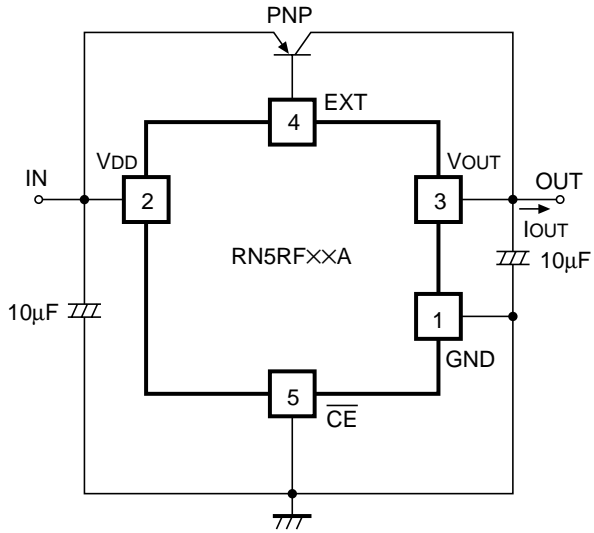 PNP
4
EXT
VDD
VOUT
IN
2
3
OUT
IOUT
RN5RF××A
10µF
10µF
1
GND
5
CE